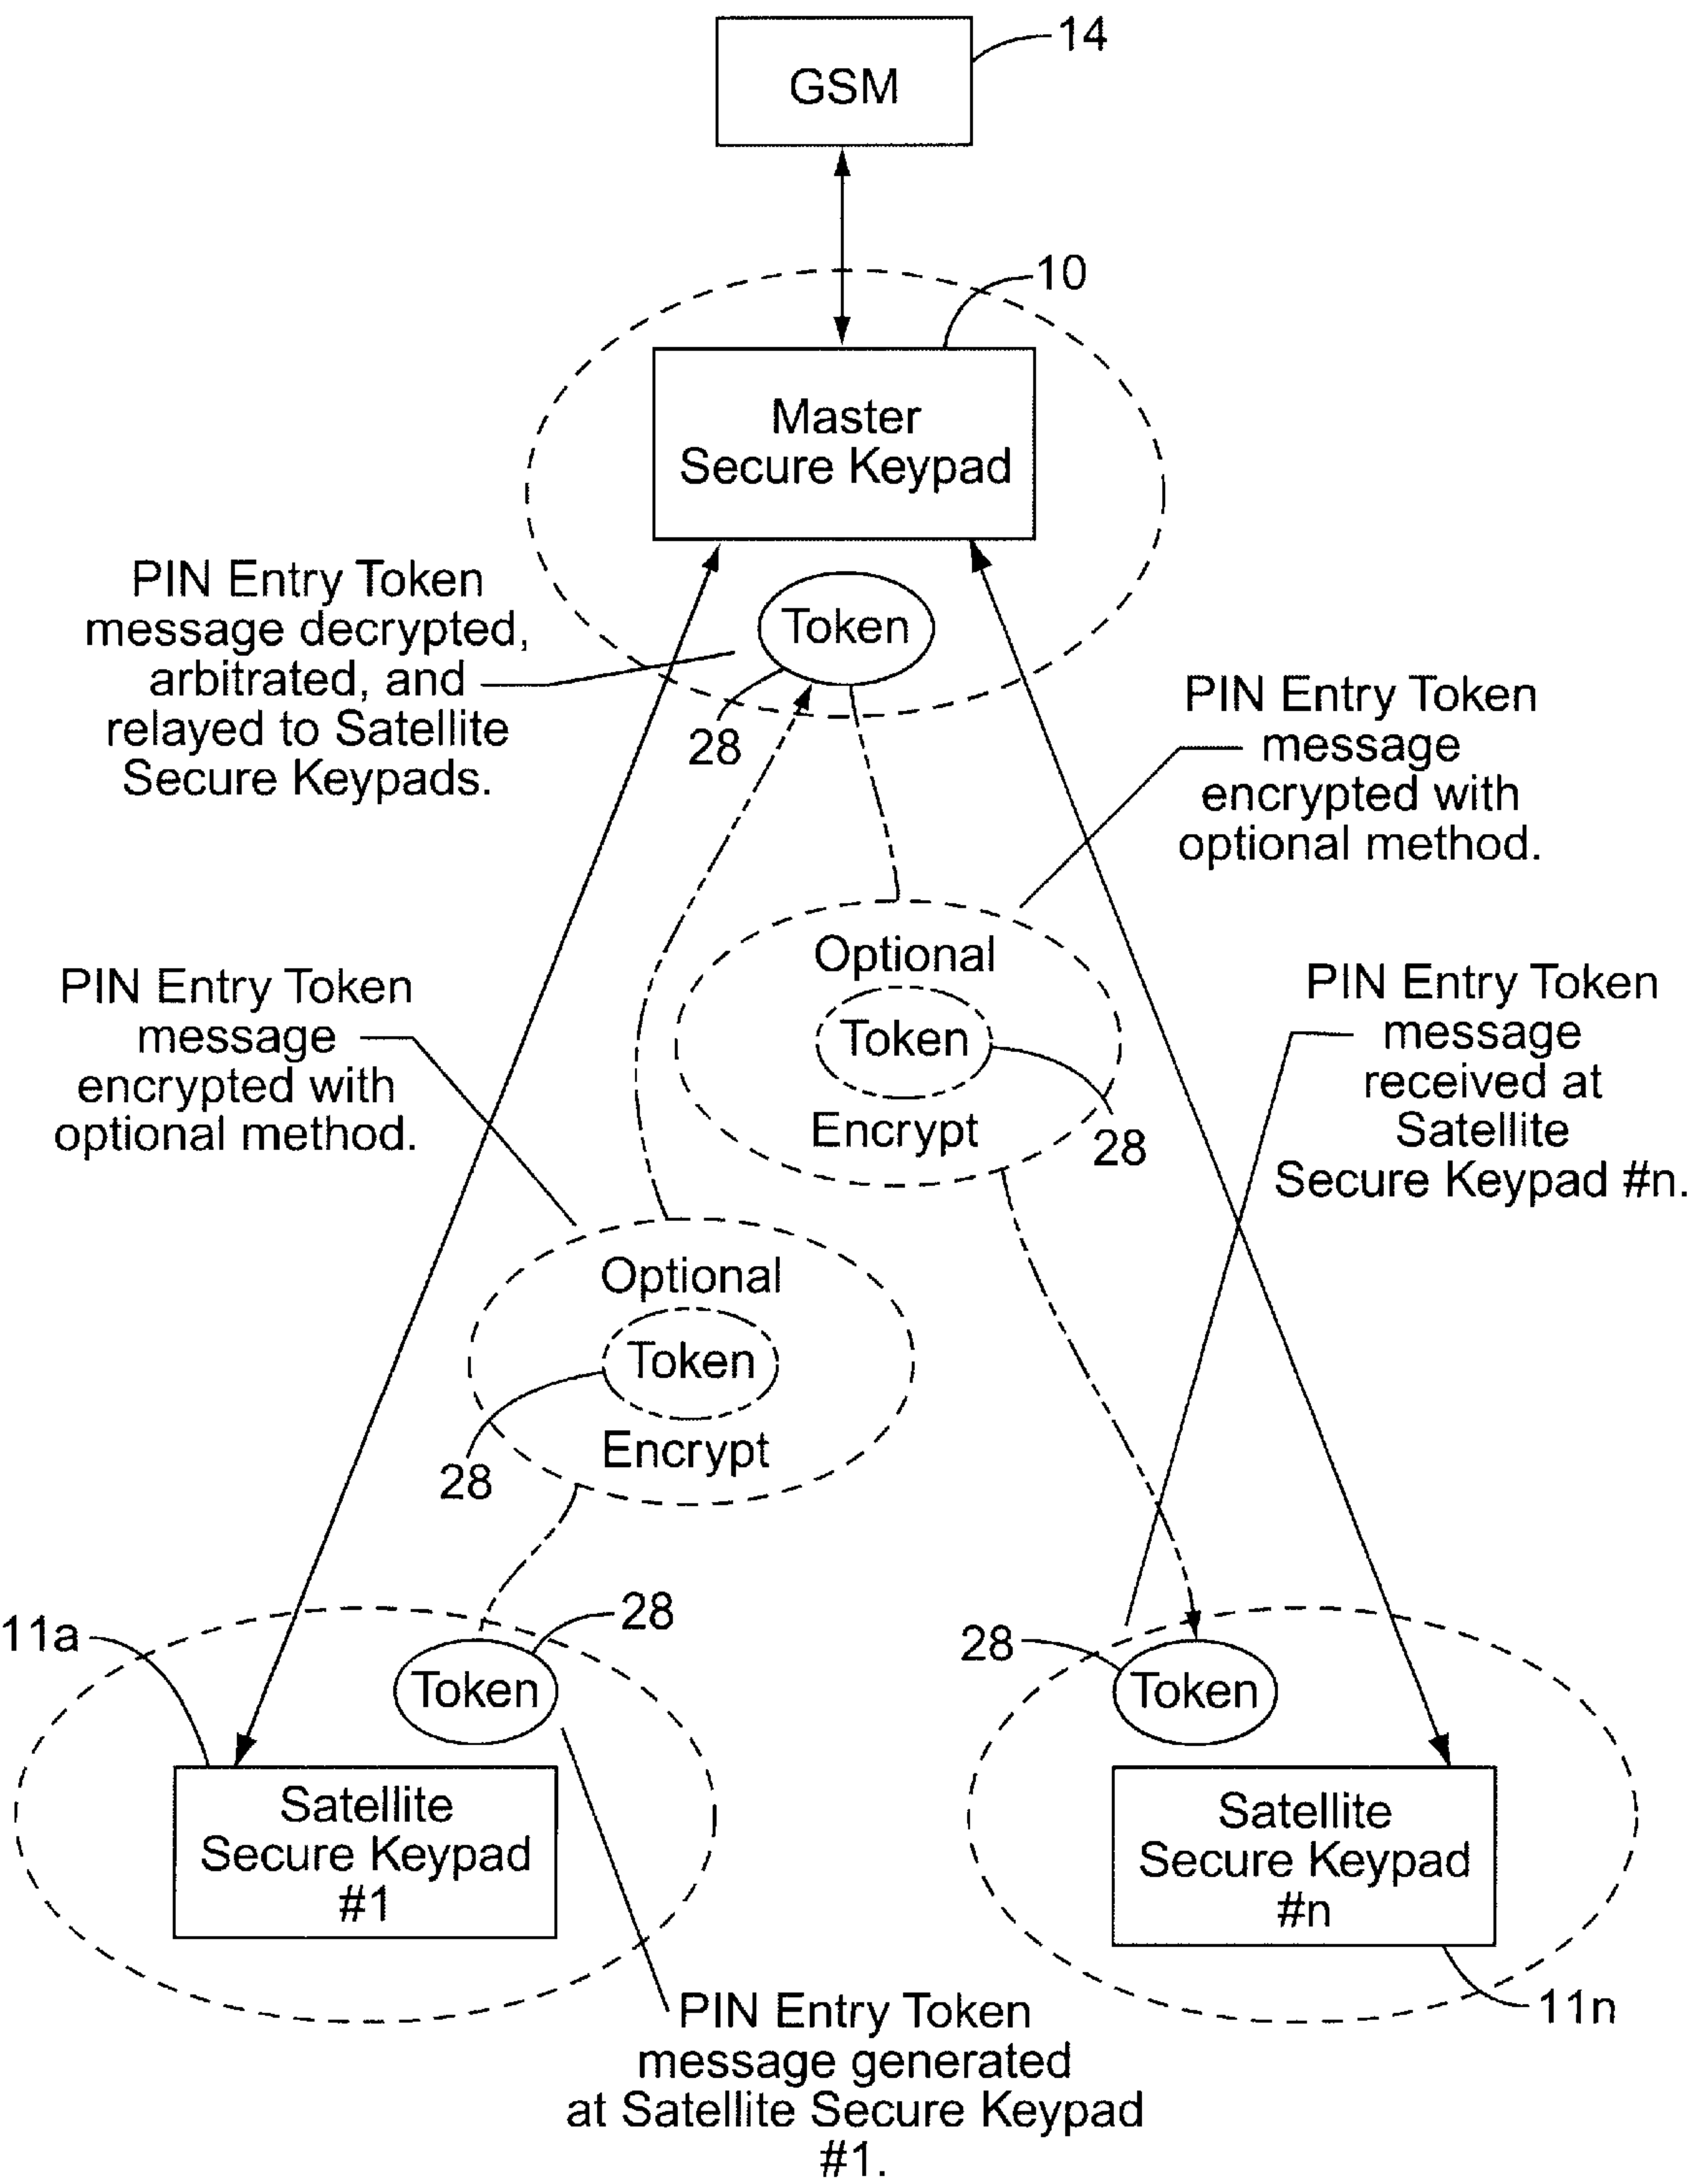 GSM
14
10
Master
Secure Keypad
PIN Entry Token
message decrypted,
arbitrated, and
relayed to Satellite
Secure Keypads.
Token
28
PIN Entry Token
message
encrypted with
optional method.
Optional
Token
Encrypt
28
PIN Entry Token
message
encrypted with
optional method.
PIN Entry Token
message
received at
Satellite
Secure Keypad #n.
Optional
Token
Encrypt
28
11a
Token
28
Satellite
Secure Keypad
#1
28
Token
Satellite
Secure Keypad
#n
11n
PIN Entry Token
message generated
at Satellite Secure Keypad
#1.